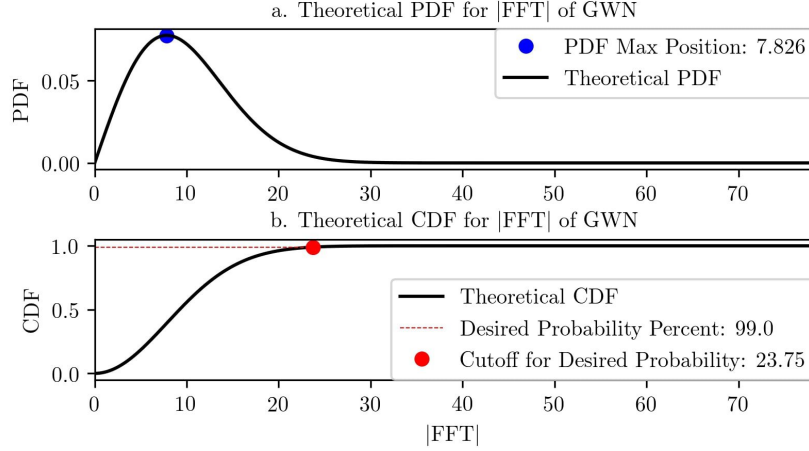 a. Theoretical PDF for |FFT| of GWN
PDF
0.05
0.00
PDF Max Position: 7.826
Theoretical PDF
0 10 20 30 40 50 60 70
b. Theoretical CDF for |FFT| of GWN
CDF
1.0
0.5
0.0
Theoretical CDF
Desired Probability Percent: 99.0
Cutoff for Desired Probability: 23.75
0 10 20 30 40 50 60 70
|FFT|